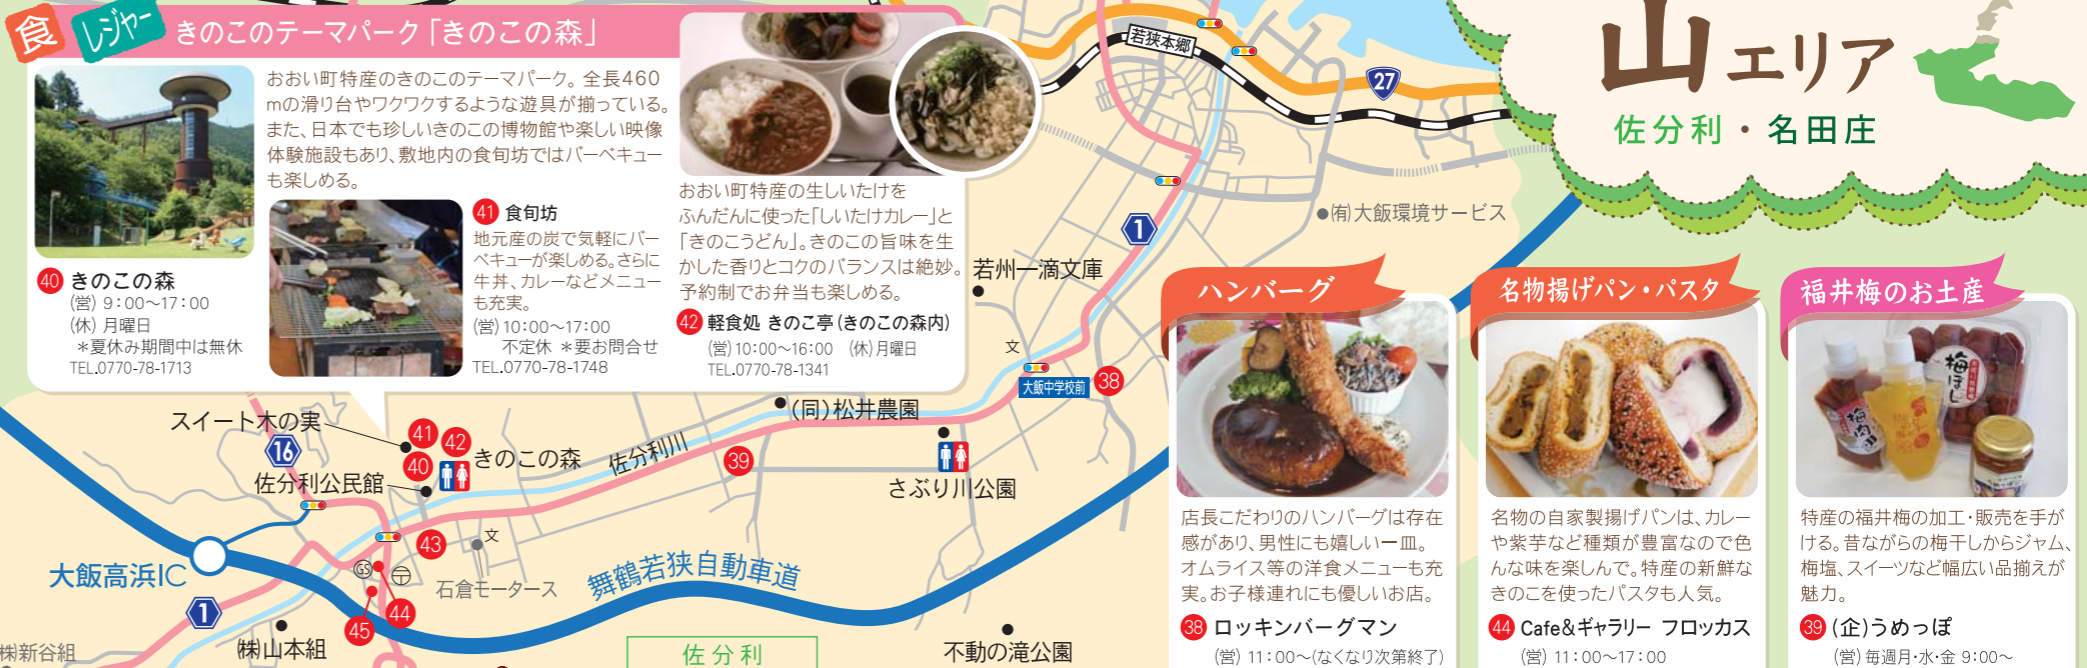 食
レジャー
きのこのテーマパーク「きのこの森」
おおい町特産のきのこのテーマパーク。全長460
mの滑り台やワクワクするような遊具が揃っている。
また、日本でも珍しいきのこの博物館や楽しい映像
体験施設もあり、敷地内の食旬坊ではバーベキュー
も楽しめる。
40 きのこの森
(営) 9:00〜17:00
(休) 月曜日
＊夏休み期間中は無休
TEL.0770-78-1713
41 食旬坊
地元産の炭で気軽にバー
ベキューが楽しめる。さらに
牛丼、カレーなどメニュー
も充実。
(営)10:00〜17:00
不定休 ＊要お問合せ
TEL.0770-78-1748
おおい町特産の生しいたけを
ふんだんに使った「しいたけカレー」と
「きのこうどん」。きのこの旨味を生
かした香りとコクのバランスは絶妙。
予約制でお弁当も楽しめる。
42 軽食処 きのこ亭(きのこの森内)
(営)10:00〜16:00 (休)月曜日
TEL.0770-78-1341
若狭本郷
27
山エリア
佐分利・名田庄
1
㈲大飯環境サービス
若州一滴文庫
文
大飯中学校前
38
(同)松井農園
スイート木の実
16
41
42
40
きのこの森
佐分利公民館
佐分利川
39
さぶり川公園
43
文
石倉モータース
大飯高浜IC
舞鶴若狭自動車道
GS
〒
1
44
45
㈱新谷組
㈱山本組
佐分利
不動の滝公園
ハンバーグ
店長こだわりのハンバーグは存在
感があり、男性にも嬉しい一皿。
オムライス等の洋食メニューも充
実。お子様連れにも優しいお店。
38 ロッキンバーグマン
(営) 11:00〜(なくなり次第終了)
名物揚げパン・パスタ
名物の自家製揚げパンは、カレー
や紫芋など種類が豊富なので色
んな味を楽しんで。特産の新鮮な
きのこを使ったパスタも人気。
44 Cafe&ギャラリー フロッカス
(営) 11:00〜17:00
福井梅のお土産
梅ぼし
特産の福井梅の加工・販売を手が
ける。昔ながらの梅干しからジャム、
梅塩、スイーツなど幅広い品揃えが
魅力。
39 (企)うめっぽ
(営) 毎週月・水・金 9:00〜